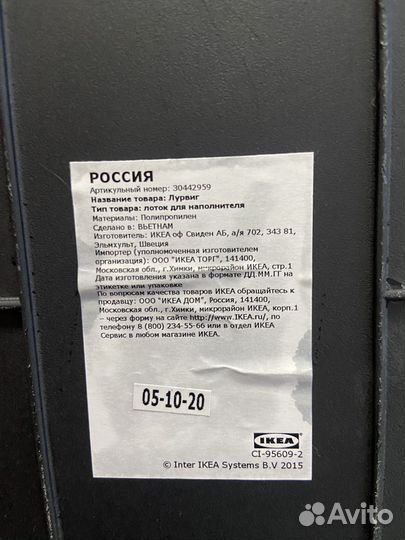 РОССИЯ
Артикульный номер: 30442959
Название товара: Лурвиг
Тип товара: лоток для наполнителя
Материалы: Полипропилен
Сделано в: ВЬЕТНАМ
Изготовитель: ИКЕА оф Свиден АБ, а/я 702, 343 81,
Эльмхульт, Швеция
Импортер (уполномоченная изготовителем
организация): ООО "ИКЕА ТОРГ", 141400,
Московская обл., г.Химки, микрорайон ИКЕА, стр.1
Дата изготовления указана в формате ДД.ММ.ГГ на
этикетке или упаковке
По вопросам качества товаров ИКЕА обращайтесь к
продавцу: ООО "ИКЕА ДОМ", Россия, 141400,
Московская обл., г.Химки, микрорайон ИКЕА, корп.1
– через форму на сайте http://www.IKEA.ru/, по
телефону 8 (800) 234-55-66 или в отдел ИКЕА
Сервис в любом магазине ИКЕА.
05-10-20
IKEA
CI-95609-2
© Inter IKEA Systems B.V 2015
Avito